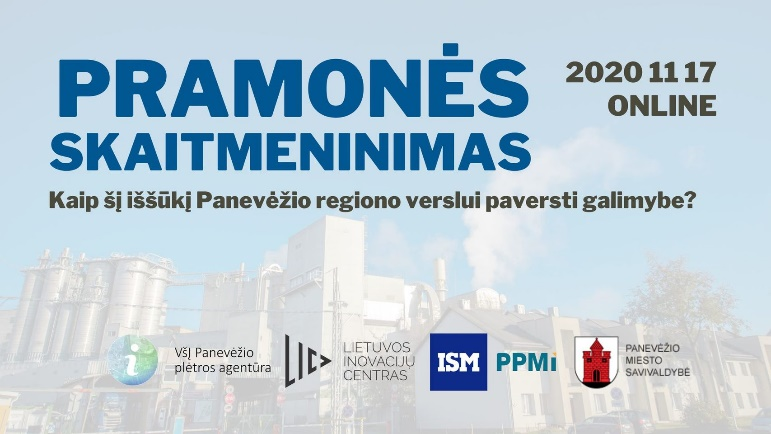 PRAMONĖS
SKAITMENINIMAS
2020 11 17
ONLINE
Kaip šį iššūkį Panevėžio regiono verslui paversti galimybe?
i
VšĮ Panevėžio
plėtros agentūra
LIC
LIETUVOS
INOVACIJŲ
CENTRAS
ISM
PPMi
PANEVĖŽIO
MIESTO
SAVIVALDYBĖ